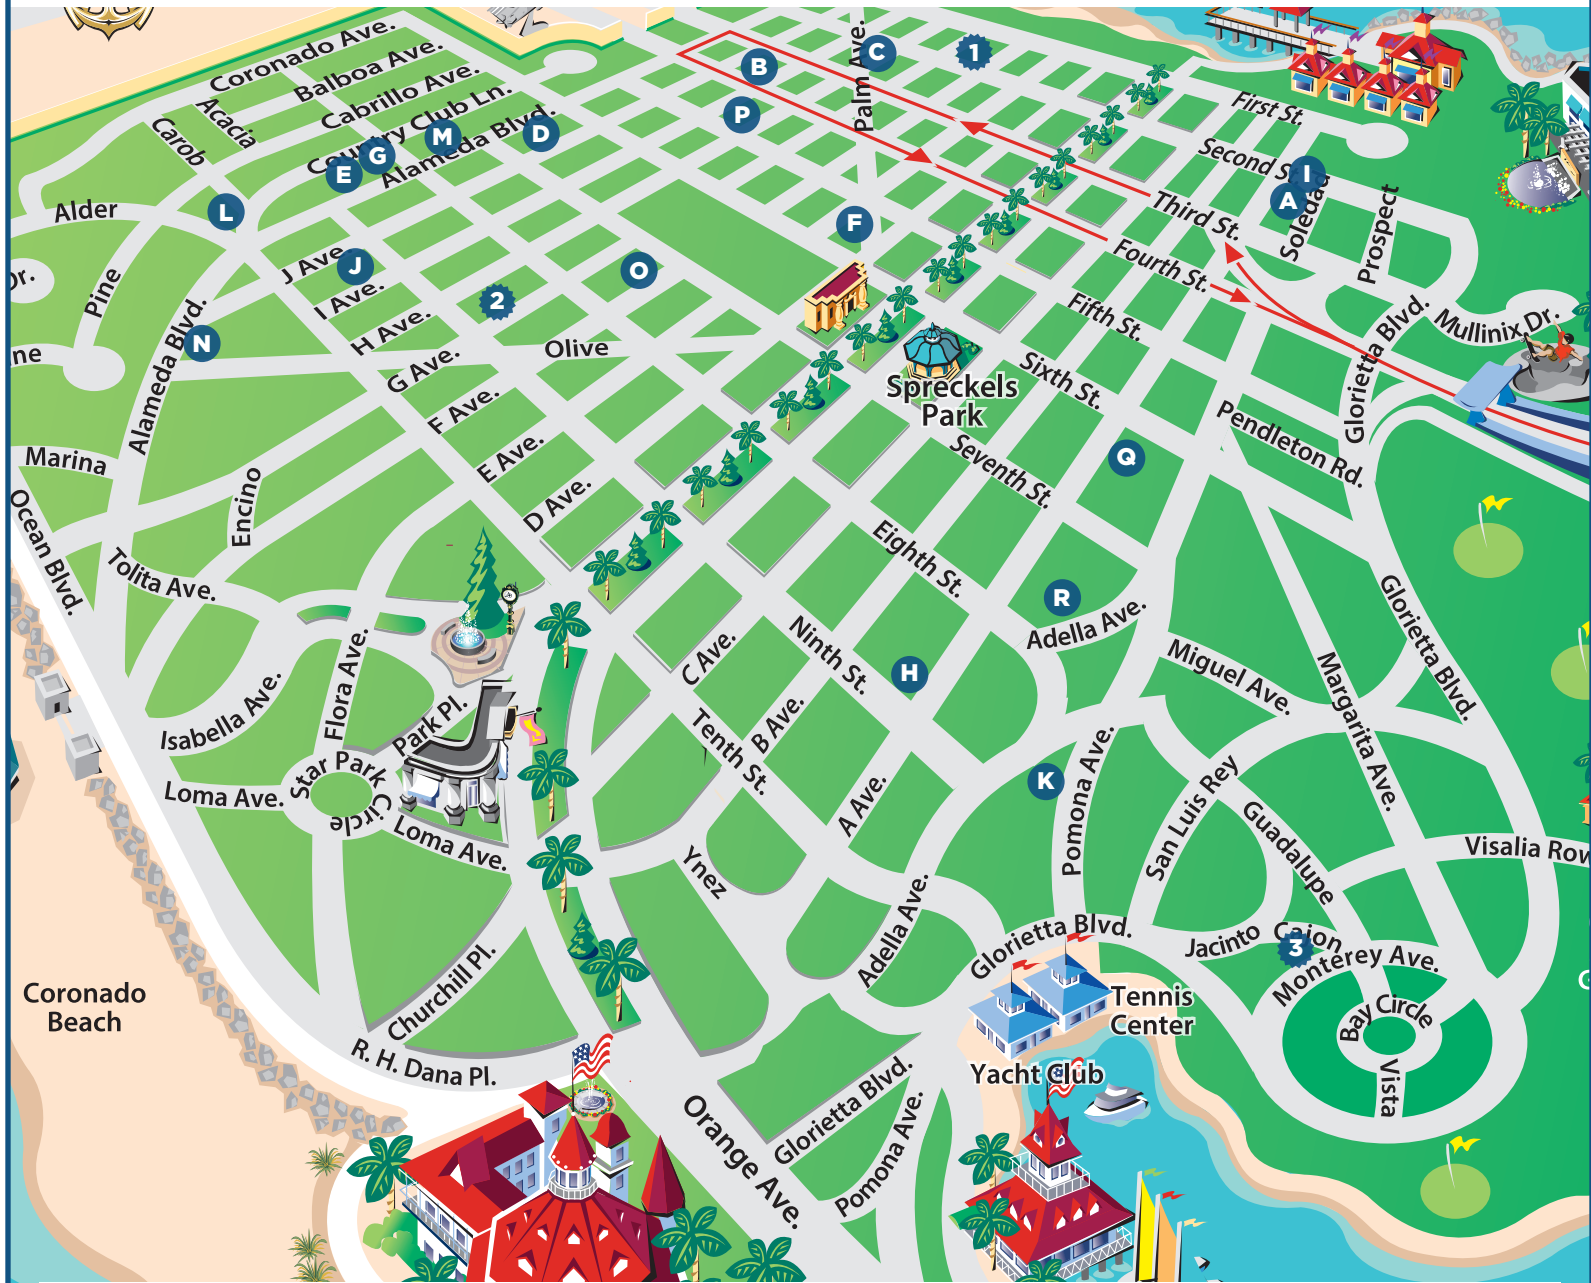 Coronado Ave.
Balboa Ave.
Cabrillo Ave.
Country Club Ln.
Alameda Blvd.
Acacia
Carob
Palm Ave.
B
C
1
P
M
D
G
E
L
First St.
Second St.
I
A
Soledad
Prospect
Third St.
Fourth St.
Alder
Pine
Dr.
J Ave.
J
I Ave.
H Ave.
2
O
F
Fifth St.
Glorietta Blvd.
Mullinix Dr.
ne
Alameda Blvd.
N
Olive
G Ave.
F Ave.
E Ave.
D Ave.
Spreckels
Park
Sixth St.
Pendleton Rd.
Seventh St.
Q
Marina
Encino
Ocean Blvd.
Tolita Ave.
Eighth St.
R
Adella Ave.
Glorietta Blvd.
Ninth St.
H
C Ave.
B Ave.
Tenth St.
A Ave.
Miguel Ave.
Margarita Ave.
Isabella Ave.
Flora Ave.
Park Pl.
Star Park
Circle
Loma Ave.
Loma Ave.
K
Pomona Ave.
San Luis Rey
Guadalupe
Visalia Row
Ynez
Adella Ave.
Glorietta Blvd.
Jacinto
Cajon
3
Monterey Ave.
Bay Circle
Vista
Coronado
Beach
Churchill Pl.
R. H. Dana Pl.
Tennis
Center
Yacht Club
Orange Ave.
Glorietta Blvd.
Pomona Ave.